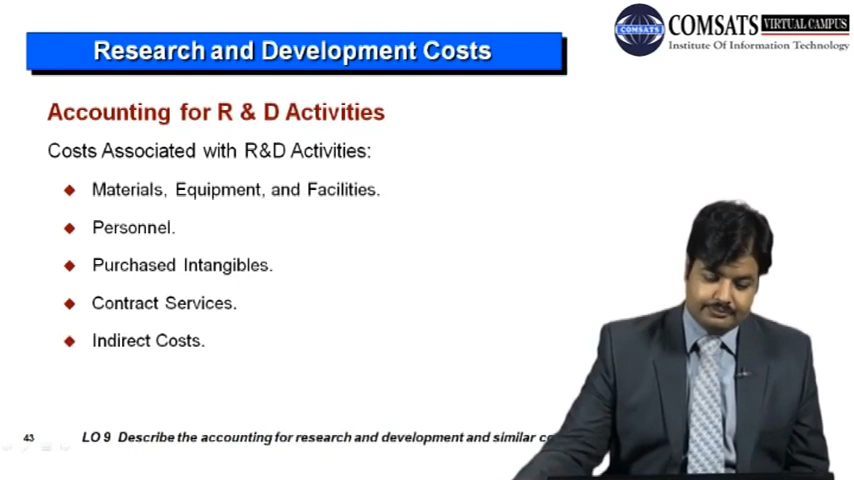 Research and Development Costs
COMSATS VIRTUAL CAMPUS
Institute Of Information Technology
COMSATS
Accounting for R & D Activities
Costs Associated with R&D Activities:
Materials, Equipment, and Facilities.
Personnel.
Purchased Intangibles.
Contract Services.
Indirect Costs.
43
LO 9 Describe the accounting for research and development and similar